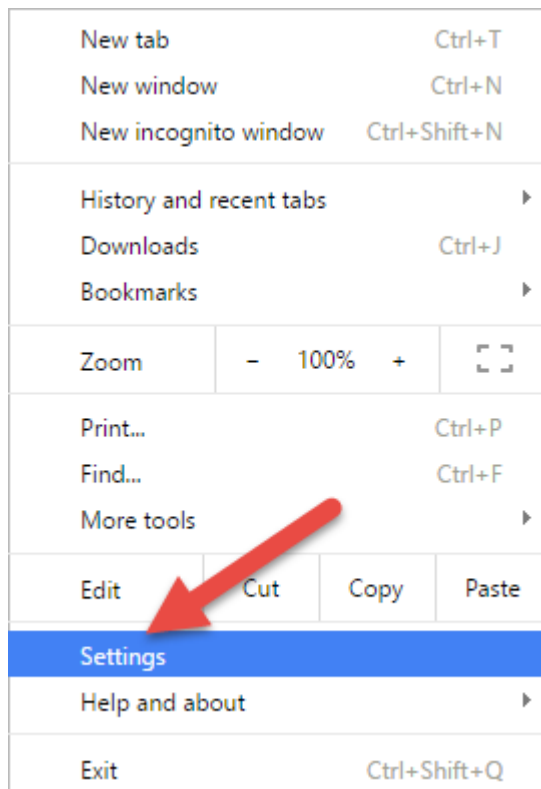 New tab Ctrl+T
New window Ctrl+N
New incognito window Ctrl+Shift+N
History and recent tabs
Downloads Ctrl+J
Bookmarks
Zoom - 100% +
Print... Ctrl+P
Find... Ctrl+F
More tools
Edit Cut Copy Paste
Settings
Help and about
Exit Ctrl+Shift+Q